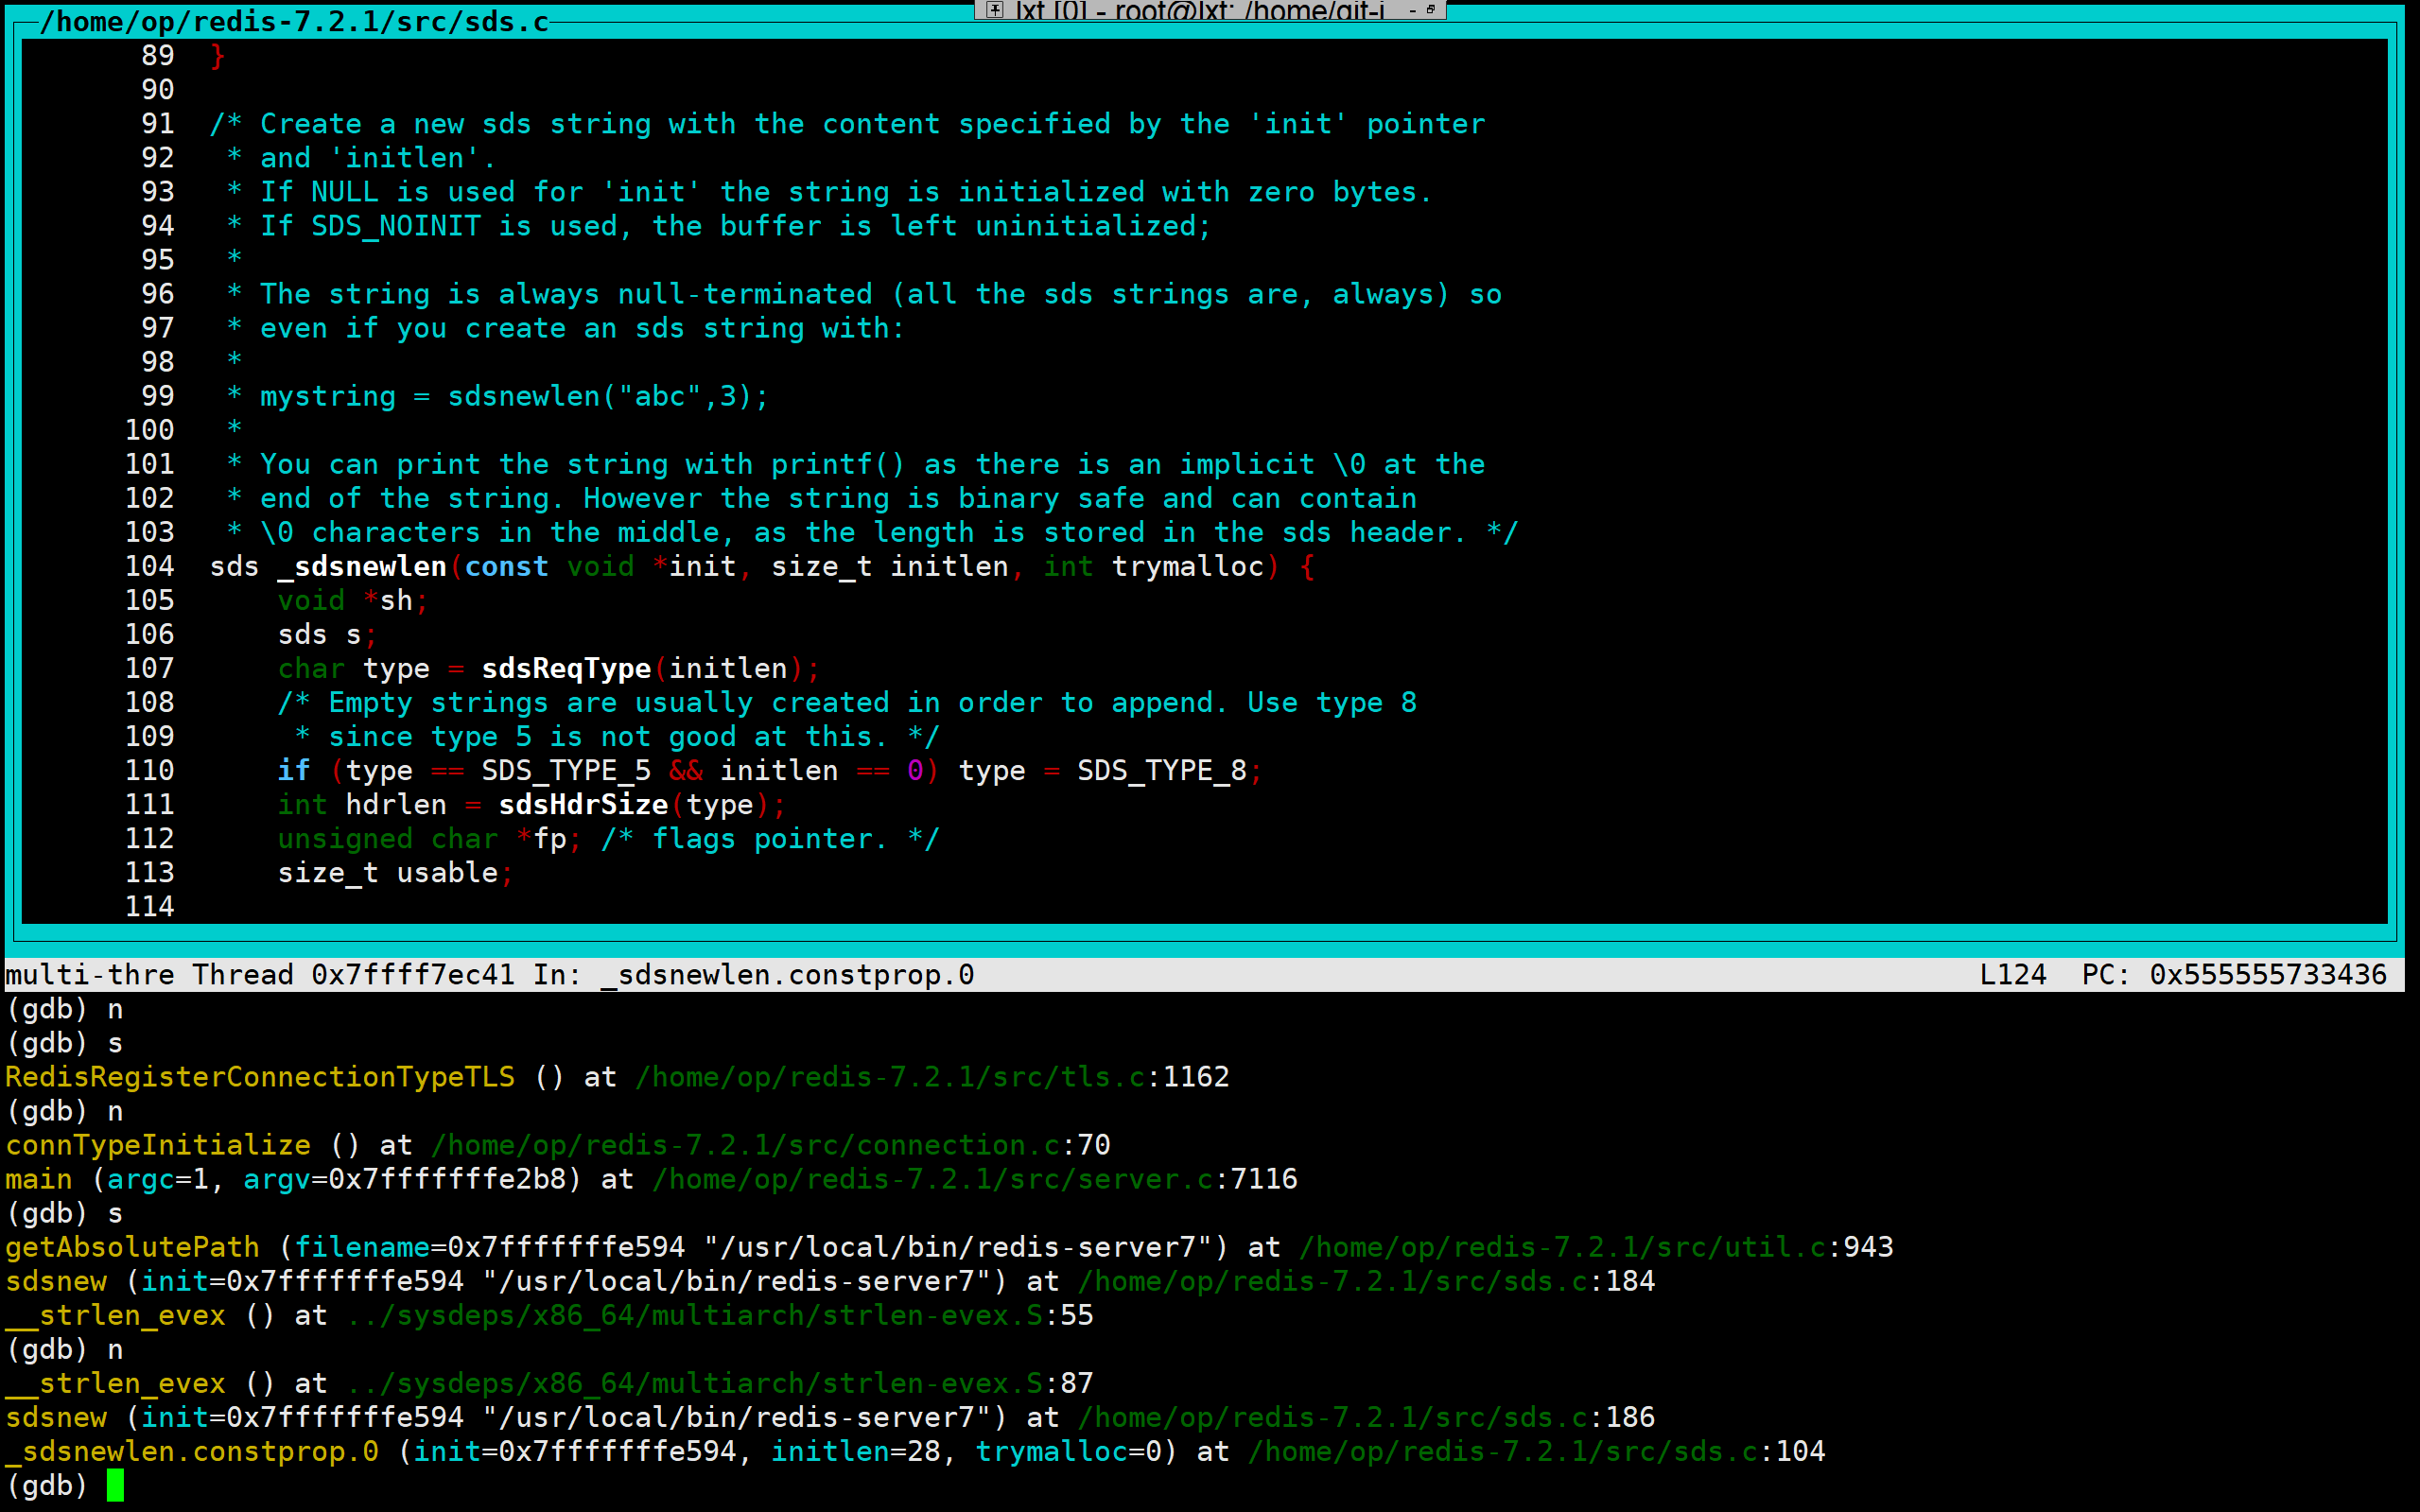 lxt [0] - root@lxt: /home/git-i
/home/op/redis-7.2.1/src/sds.c
89 }
90
91 /* Create a new sds string with the content specified by the 'init' pointer
92 * and 'initlen'.
93 * If NULL is used for 'init' the string is initialized with zero bytes.
94 * If SDS_NOINIT is used, the buffer is left uninitialized;
95 *
96 * The string is always null-terminated (all the sds strings are, always) so
97 * even if you create an sds string with:
98 *
99 * mystring = sdsnewlen("abc",3);
100 *
101 * You can print the string with printf() as there is an implicit \0 at the
102 * end of the string. However the string is binary safe and can contain
103 * \0 characters in the middle, as the length is stored in the sds header. */
104 sds _sdsnewlen(const void *init, size_t initlen, int trymalloc) {
105 void *sh;
106 sds s;
107 char type = sdsReqType(initlen);
108 /* Empty strings are usually created in order to append. Use type 8
109 * since type 5 is not good at this. */
110 if (type == SDS_TYPE_5 && initlen == 0) type = SDS_TYPE_8;
111 int hdrlen = sdsHdrSize(type);
112 unsigned char *fp; /* flags pointer. */
113 size_t usable;
114
multi-thre Thread 0x7ffff7ec41 In: _sdsnewlen.constprop.0 L124 PC: 0x555555733436
(gdb) n
(gdb) s
RedisRegisterConnectionTypeTLS () at /home/op/redis-7.2.1/src/tls.c:1162
(gdb) n
connTypeInitialize () at /home/op/redis-7.2.1/src/connection.c:70
main (argc=1, argv=0x7fffffffe2b8) at /home/op/redis-7.2.1/src/server.c:7116
(gdb) s
getAbsolutePath (filename=0x7fffffffe594 "/usr/local/bin/redis-server7") at /home/op/redis-7.2.1/src/util.c:943
sdsnew (init=0x7fffffffe594 "/usr/local/bin/redis-server7") at /home/op/redis-7.2.1/src/sds.c:184
__strlen_evex () at ../sysdeps/x86_64/multiarch/strlen-evex.S:55
(gdb) n
__strlen_evex () at ../sysdeps/x86_64/multiarch/strlen-evex.S:87
sdsnew (init=0x7fffffffe594 "/usr/local/bin/redis-server7") at /home/op/redis-7.2.1/src/sds.c:186
_sdsnewlen.constprop.0 (init=0x7fffffffe594, initlen=28, trymalloc=0) at /home/op/redis-7.2.1/src/sds.c:104
(gdb)